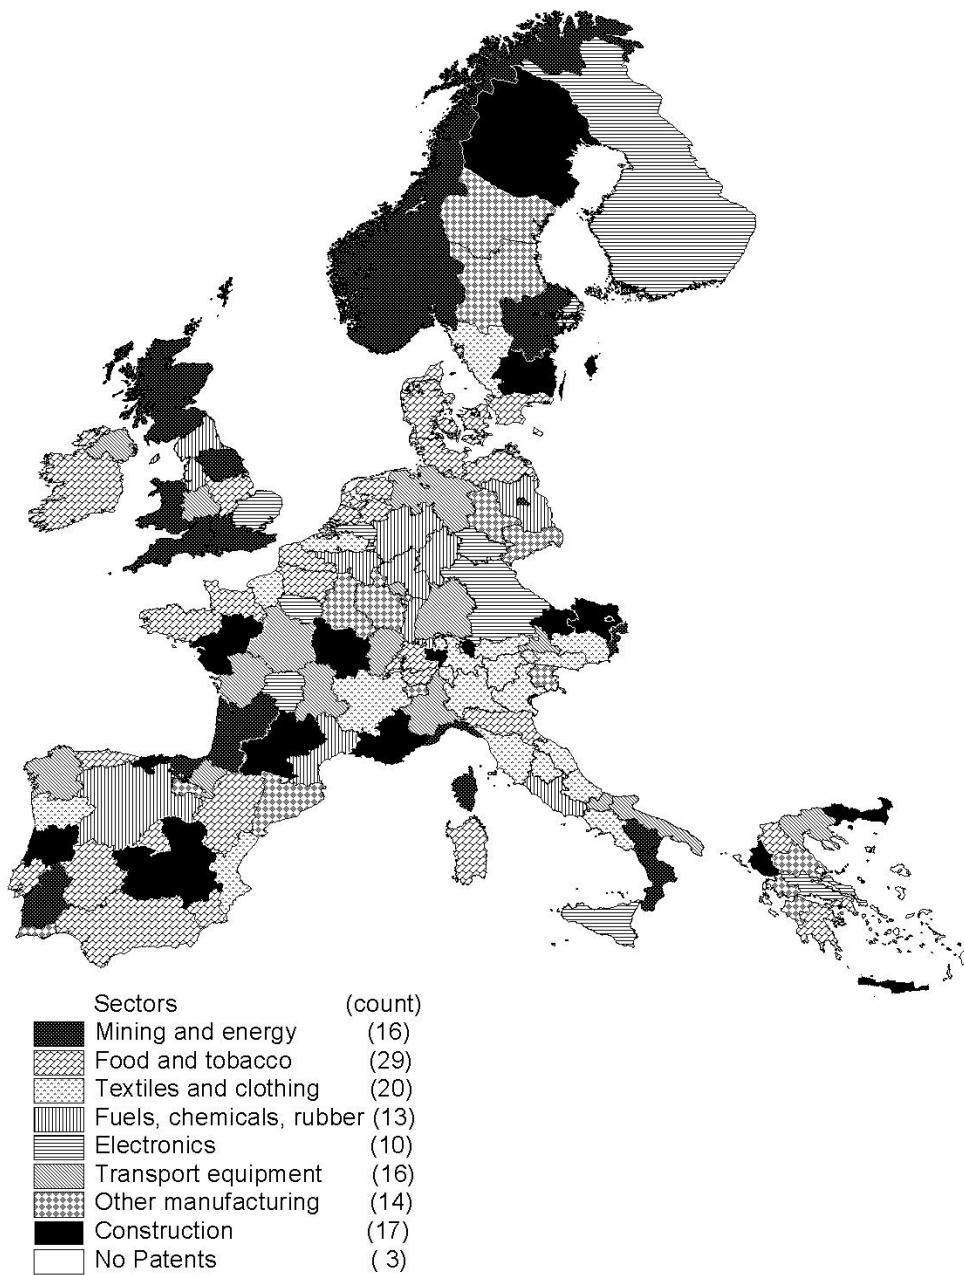 Sectors (count)
Mining and energy (16)
Food and tobacco (29)
Textiles and clothing (20)
Fuels, chemicals, rubber (13)
Electronics (10)
Transport equipment (16)
Other manufacturing (14)
Construction (17)
No Patents ( 3)